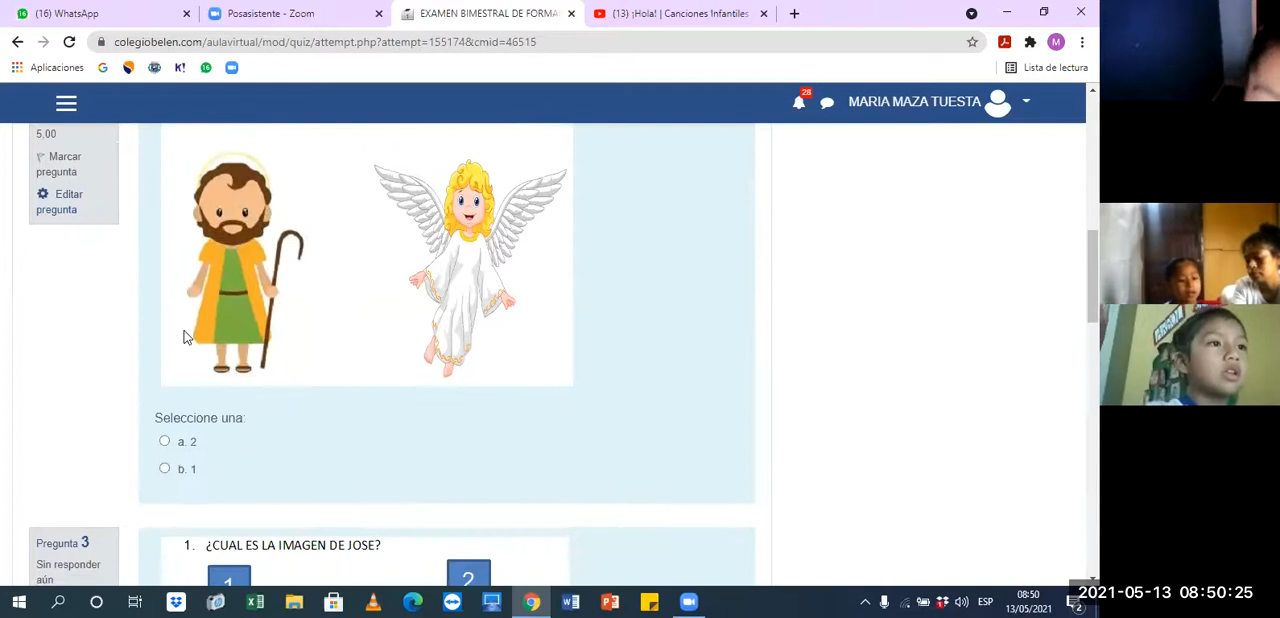 (16) WhatsApp
Posasistente - Zoom
EXAMEN BIMESTRAL DE FORMA
(13) ¡Hola! | Canciones Infantiles
colegiobelen.com/aulavirtual/mod/quiz/attempt.php?attempt=155174&cmid=46515
M
Aplicaciones
Lista de lectura
28
MARIA MAZA TUESTA
5,00
Marcar
pregunta
Editar
pregunta
Seleccione una:
a. 2
b. 1
Pregunta 3
Sin responder
aún
1. ¿CUAL ES LA IMAGEN DE JOSE?
1
2
ESP
08:50
13/05/2021
2
2021-05-13 08:50:25